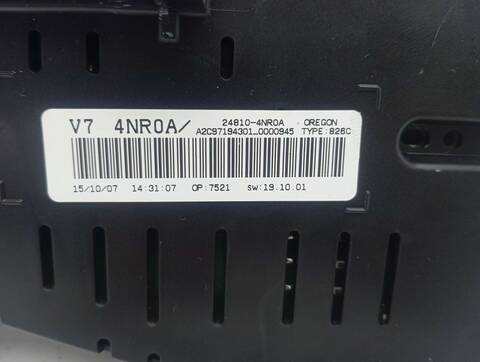 V7 4NR0A/ 24810-4NR0A · OREGON
A2C97194301_0000945 TYPE:828C
15/10/07 14:31:07 OP:7521 sw:19.10.01